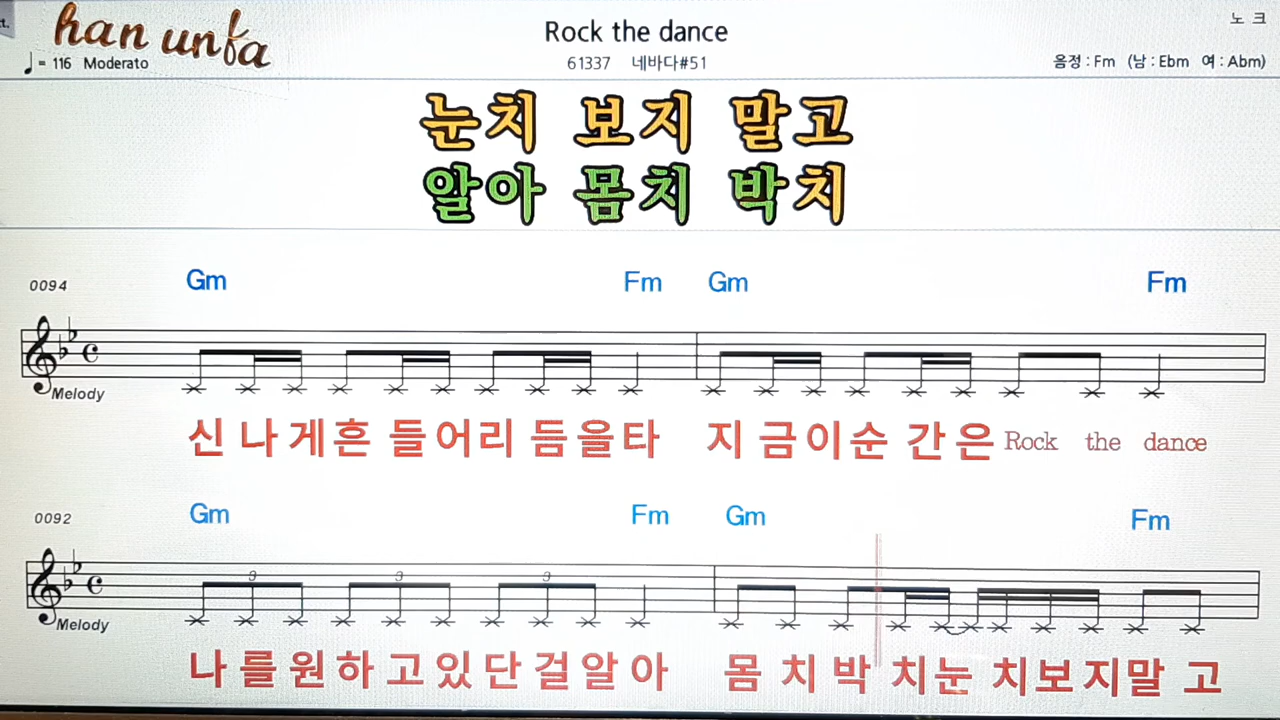 t.
han unfa
Rock the dance
노 크
♩ = 116 Moderato
61337 네바다#51
음정 : Fm (남 : Ebm 여 : Abm)
눈치 보지 말고
알아 몸치 박치
0094
Gm Fm Gm Fm
Melody
신 나 게 흔 들 어 리 듬 을 타 지 금 이 순 간 은 Rock the dance
0092
Gm Fm Gm Fm
3 3 3
Melody
나 를 원 하 고 있 단 걸 알 아 몸 치 박 치 눈 치 보 지 말 고